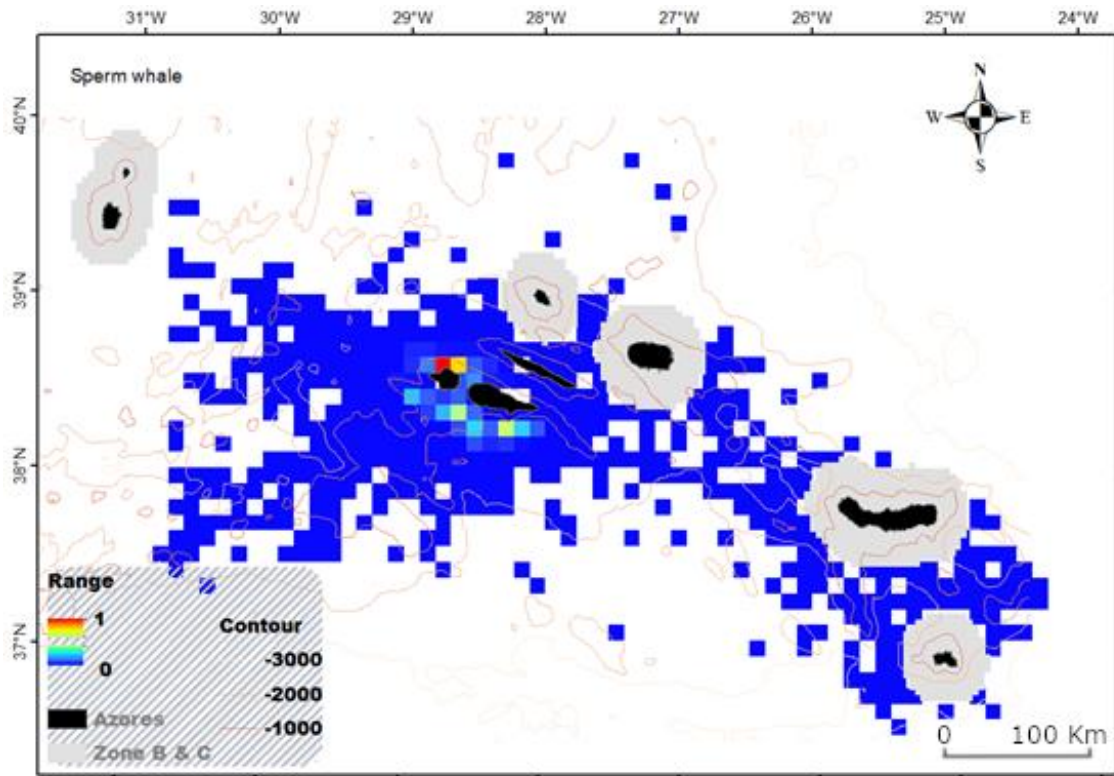 31°W 30°W 29°W 28°W 27°W 26°W 25°W 24°W
Sperm whale
N
W E
S
40°N
39°N
38°N
37°N
Range
1
0
Contour
-3000
-2000
-1000
Azores
Zone B & C
0 100 Km